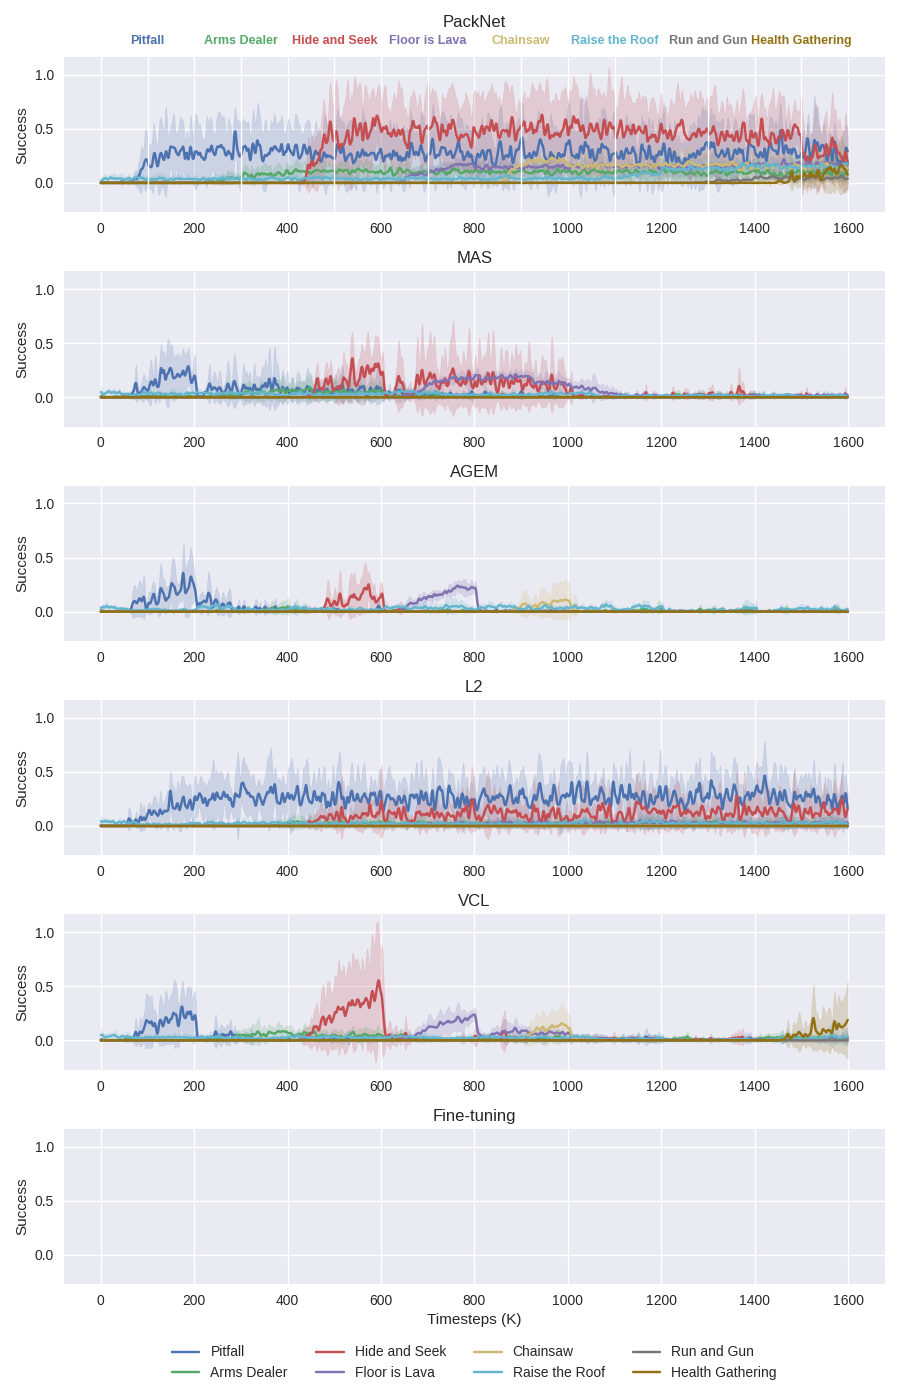 PackNet
Pitfall Arms Dealer Hide and Seek Floor is Lava Chainsaw Raise the Roof Run and Gun Health Gathering
1.0
0.5
0.0
Success
0 200 400 600 800 1000 1200 1400 1600
MAS
1.0
0.5
0.0
Success
0 200 400 600 800 1000 1200 1400 1600
AGEM
1.0
0.5
0.0
Success
0 200 400 600 800 1000 1200 1400 1600
L2
1.0
0.5
0.0
Success
0 200 400 600 800 1000 1200 1400 1600
VCL
1.0
0.5
0.0
Success
0 200 400 600 800 1000 1200 1400 1600
Fine-tuning
1.0
0.5
0.0
Success
0 200 400 600 800 1000 1200 1400 1600
Timesteps (K)
Pitfall Hide and Seek Chainsaw Run and Gun
Arms Dealer Floor is Lava Raise the Roof Health Gathering